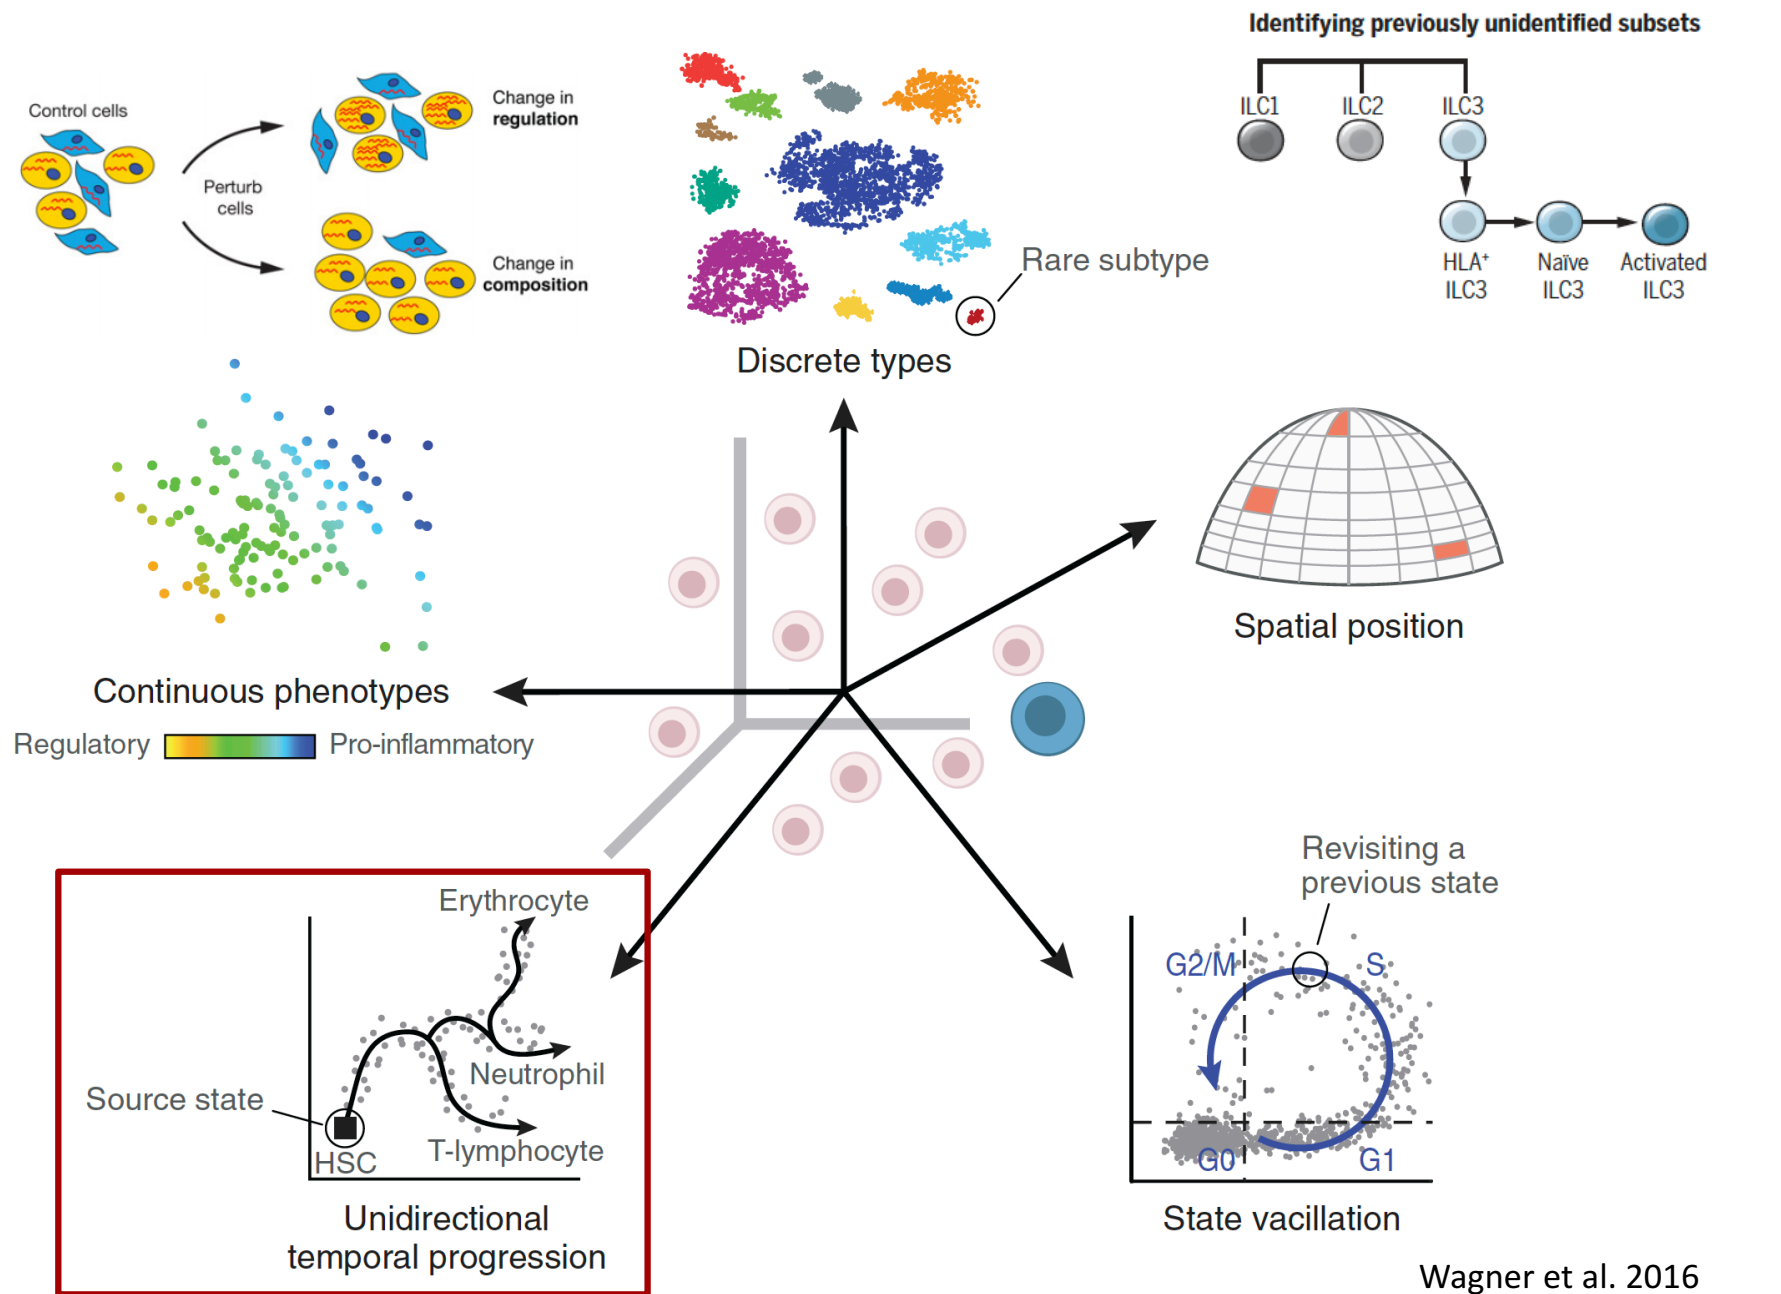 Identifying previously unidentified subsets
Control cells
Perturb
cells
Change in
regulation
Change in
composition
Rare subtype
Discrete types
ILC1
ILC2
ILC3
HLA⁺
ILC3
Naïve
ILC3
Activated
ILC3
Continuous phenotypes
Regulatory
Pro-inflammatory
Spatial position
Erythrocyte
Neutrophil
T-lymphocyte
Source state
HSC
Unidirectional
temporal progression
Revisiting a
previous state
G2/M
S
G0
G1
State vacillation
Wagner et al. 2016